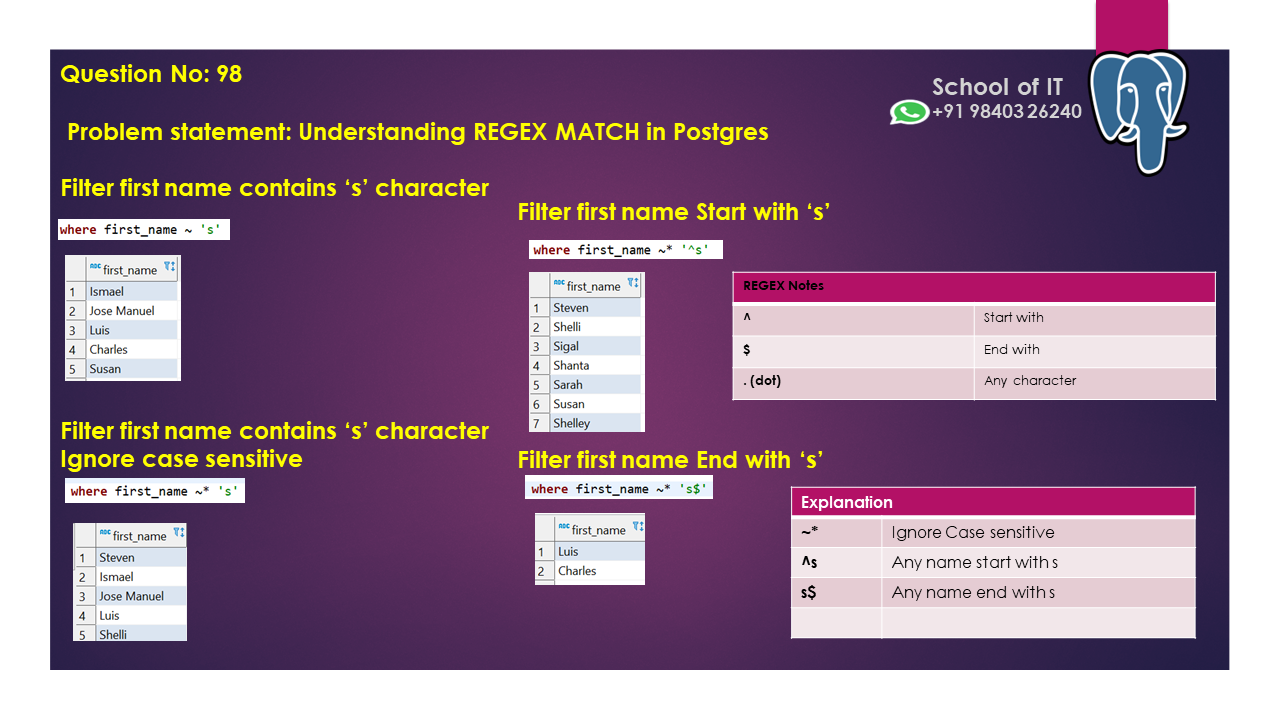 Question No: 98
School of IT
+91 98403 26240
Problem statement: Understanding REGEX MATCH in Postgres
Filter first name contains ‘s’ character
where first_name ~ 's'
ABC first_name
1 Ismael
2 Jose Manuel
3 Luis
4 Charles
5 Susan
Filter first name Start with ‘s’
where first_name ~* '^s'
ABC first_name
1 Steven
2 Shelli
3 Sigal
4 Shanta
5 Sarah
6 Susan
7 Shelley
REGEX Notes
^ Start with
$ End with
. (dot) Any character
Filter first name contains ‘s’ character
Ignore case sensitive
where first_name ~* 's'
ABC first_name
1 Steven
2 Ismael
3 Jose Manuel
4 Luis
5 Shelli
Filter first name End with ‘s’
where first_name ~* 's$'
ABC first_name
1 Luis
2 Charles
Explanation
~* Ignore Case sensitive
^s Any name start with s
s$ Any name end with s